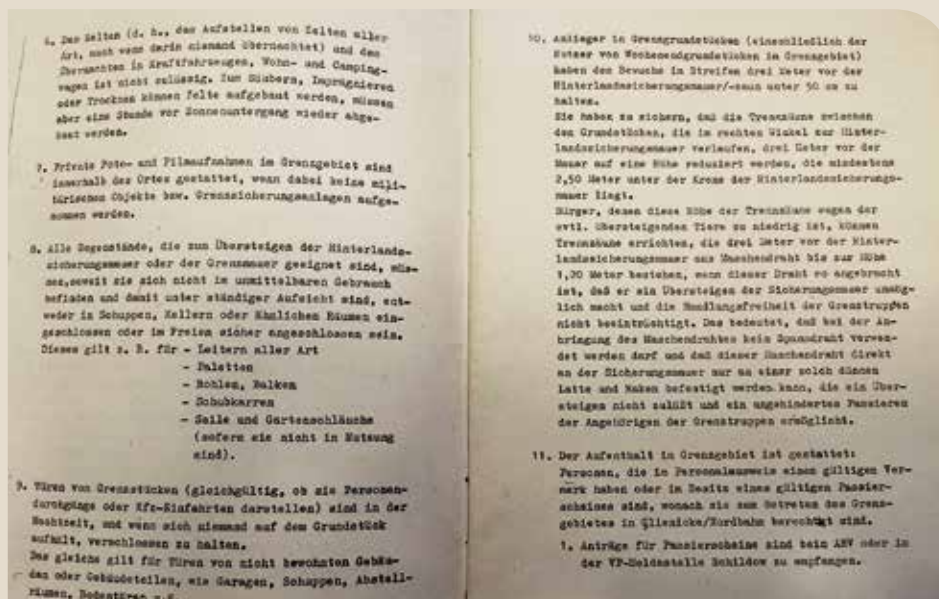 6. Das Zelten (d. h., das Aufstellen von Zelten aller
Art, auch wenn darin niemand übernachtet) und das
Übernachten in Kraftfahrzeugen, Wohn- und Camping-
wagen ist nicht zulässig. Zum Säubern, Imprägnieren
oder Trocknen können Zelte aufgebaut werden, müssen
aber eine Stunde vor Sonnenuntergang wieder abge-
baut werden.
7. Private Foto- und Filmaufnahmen im Grenzgebiet sind
innerhalb des Ortes gestattet, wenn dabei keine mili-
tärischen Objekte bzw. Grenzsicherungsanlagen aufge-
nommen werden.
8. Alle Gegenstände, die zum Übersteigen der Hinterlands-
sicherungsmauer oder der Grenzmauer geeignet sind, müs-
sen, soweit sie sich nicht im unmittelbaren Gebrauch
befinden und damit unter ständiger Aufsicht sind, ent-
weder in Schuppen, Kellern oder ähnlichen Räumen ein-
geschlossen oder im Freien sicher angeschlossen sein.
Dieses gilt z. B. für - Leitern aller Art
- Paletten
- Bohlen, Balken
- Schubkarren
- Seile und Gartenschläuche
(sofern sie nicht in Nutzung
sind).
9. Türen von Grenzstücken (gleichgültig, ob sie Personen-
durchgänge oder Kfz-Einfahrten darstellen) sind in der
Nachtzeit, und wenn sich niemand auf dem Grundstück
aufhält, verschlossen zu halten.
Das gleiche gilt für Türen von nicht bewohnten Gebäu-
den oder Gebäudeteilen, wie Garagen, Schuppen, Abstell-
räumen, Bodentüren u.ä.
10. Anlieger in Grenzgrundstücken (einschließlich der
Nutzer von Wochenendgrundstücken im Grenzgebiet)
haben den Bewuchs in Streifen drei Meter vor der
Hinterlandsicherungsmauer/-zaun unter 50 cm zu
halten.
Sie haben zu sichern, daß die Trennzäune zwischen
den Grundstücken, die im rechten Winkel zur Hinter-
landssicherungsmauer verlaufen, drei Meter vor der
Mauer auf eine Höhe reduziert werden, die mindestens
2,50 Meter unter der Krone der Hinterlandssicherungs-
mauer liegt.
Bürger, denen diese Höhe der Trennzäune wegen der
evtl. übersteigenden Tiere zu niedrig ist, können
Trennzäune errichten, die drei Meter vor der Hinter-
landssicherungsmauer aus Maschendraht bis zur Höhe
1,20 Meter bestehen, wenn dieser Draht so angebracht
ist, daß er ein Übersteigen der Sicherungsmauer unmög-
lich macht und die Handlungsfreiheit der Grenztruppen
nicht beeinträchtigt. Das bedeutet, daß bei der An-
bringung des Maschendrahtes kein Spanndraht verwen-
det werden darf und daß dieser Maschendraht direkt
an der Sicherungsmauer nur an einer solch dünnen
Latte und Haken befestigt werden kann, die ein Über-
steigen nicht zuläßt und ein ungehindertes Passieren
der Angehörigen der Grenztruppen ermöglicht.
11. Der Aufenthalt im Grenzgebiet ist gestattet:
Personen, die im Personalausweis einen gültigen Ver-
merk haben oder im Besitz eines gültigen Passier-
scheines sind, wonach sie zum Betreten des Grenz-
gebietes in Glienicke/Nordbahn berechtigt sind.
1. Anträge für Passierscheine sind beim ABV oder in
der VP-Meldestelle Schildow zu empfangen.